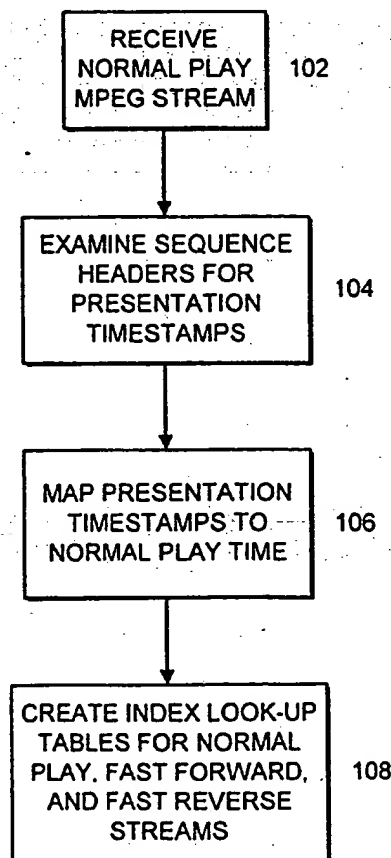 RECEIVE
NORMAL PLAY
MPEG STREAM
102
EXAMINE SEQUENCE
HEADERS FOR
PRESENTATION
TIMESTAMPS
104
MAP PRESENTATION
TIMESTAMPS TO
NORMAL PLAY TIME
106
CREATE INDEX LOOK-UP
TABLES FOR NORMAL
PLAY, FAST FORWARD,
AND FAST REVERSE
STREAMS
108